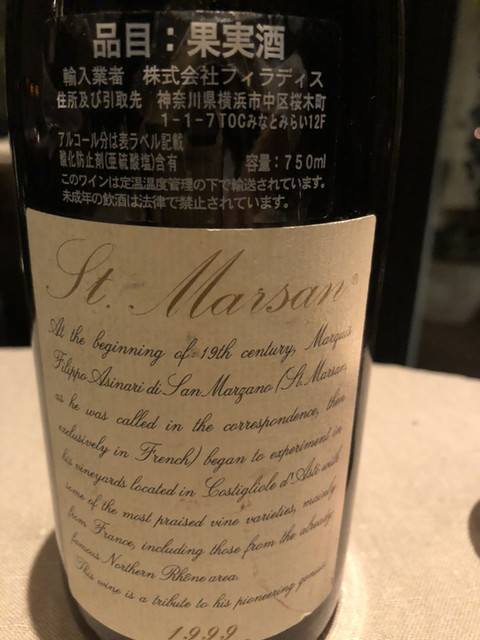 品目：果実酒
輸入業者 株式会社フィラディス
住所及び引取先 神奈川県横浜市中区桜木町
1-1-7TOCみなとみらい12F
アルコール分は表ラベル記載
酸化防止剤(亜硫酸塩)含有 容量：750ml
このワインは定温温度管理の下で輸送されています。
未成年の飲酒は法律で禁止されています。
St. Marsan®
At the beginning of 19th century, Marquis
Filippo Asinari di San Marzano (St. Marsan,
as he was called in the correspondence, then
exclusively in French) began to experiment in
his vineyards located in Costigliole d'Asti with
some of the most praised vine varieties, mainly
from France, including those from the already
famous Northern Rhône area.
This wine is a tribute to his pioneering genius.
1999